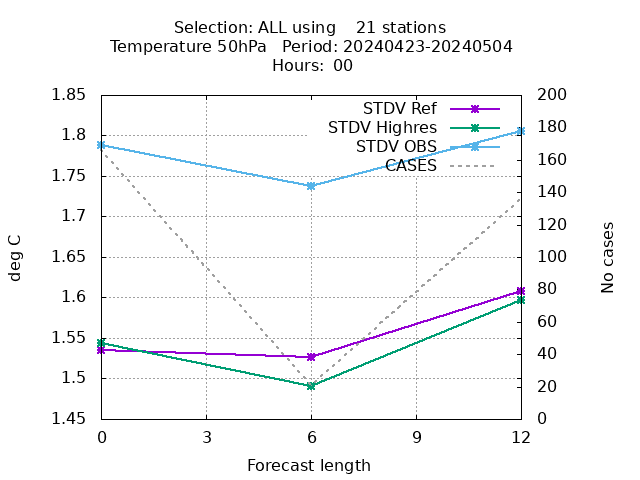 Selection: ALL using    21 stations
Temperature 50hPa   Period: 20240423-20240504
Hours:  00
STDV Ref
STDV Highres
STDV OBS
CASES
1.85
1.8
1.75
1.7
1.65
1.6
1.55
1.5
1.45
200
180
160
140
120
100
80
60
40
20
0
deg C
No cases
0 3 6 9 12
Forecast length